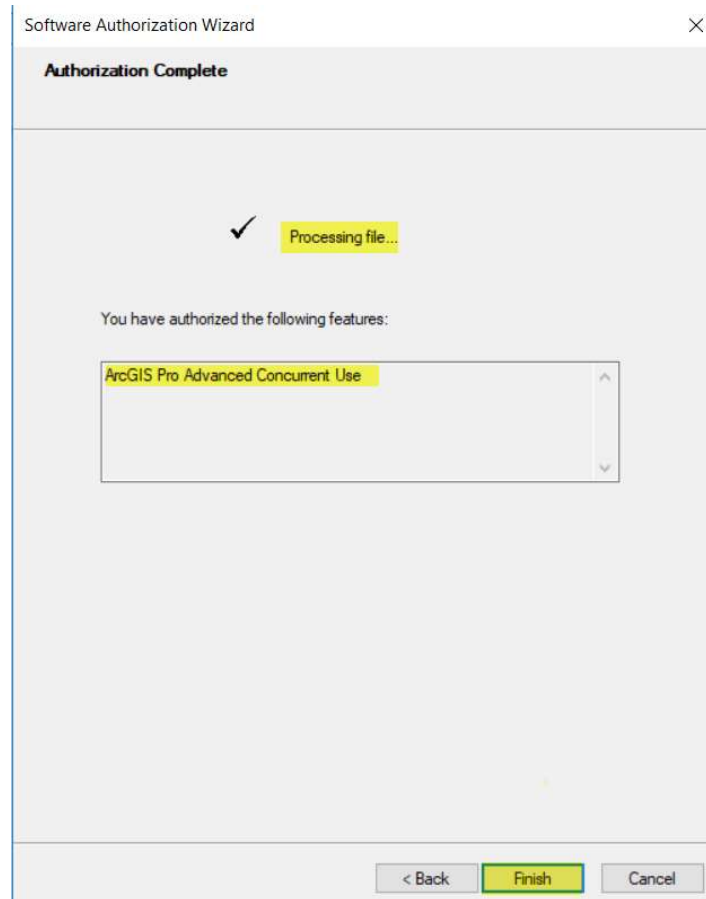 Software Authorization Wizard
Authorization Complete
Processing file...
You have authorized the following features:
ArcGIS Pro Advanced Concurrent Use
< Back
Finish
Cancel